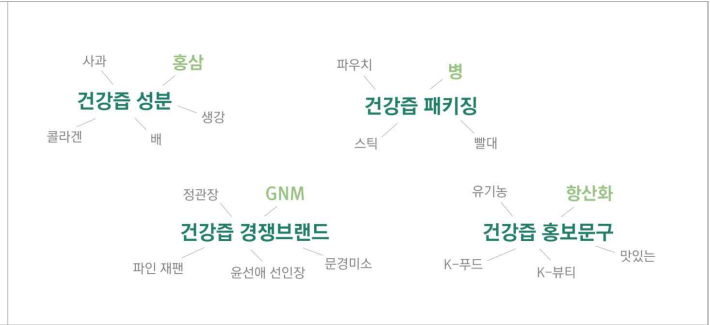 사과
홍삼
건강즙 성분
생강
콜라겐
배
파우치
병
건강즙 패키징
스틱
빨대
정관장
GNM
건강즙 경쟁브랜드
파인 재팬
윤선애 선인장
문경미소
유기농
항산화
건강즙 홍보문구
맛있는
K-푸드
K-뷰티